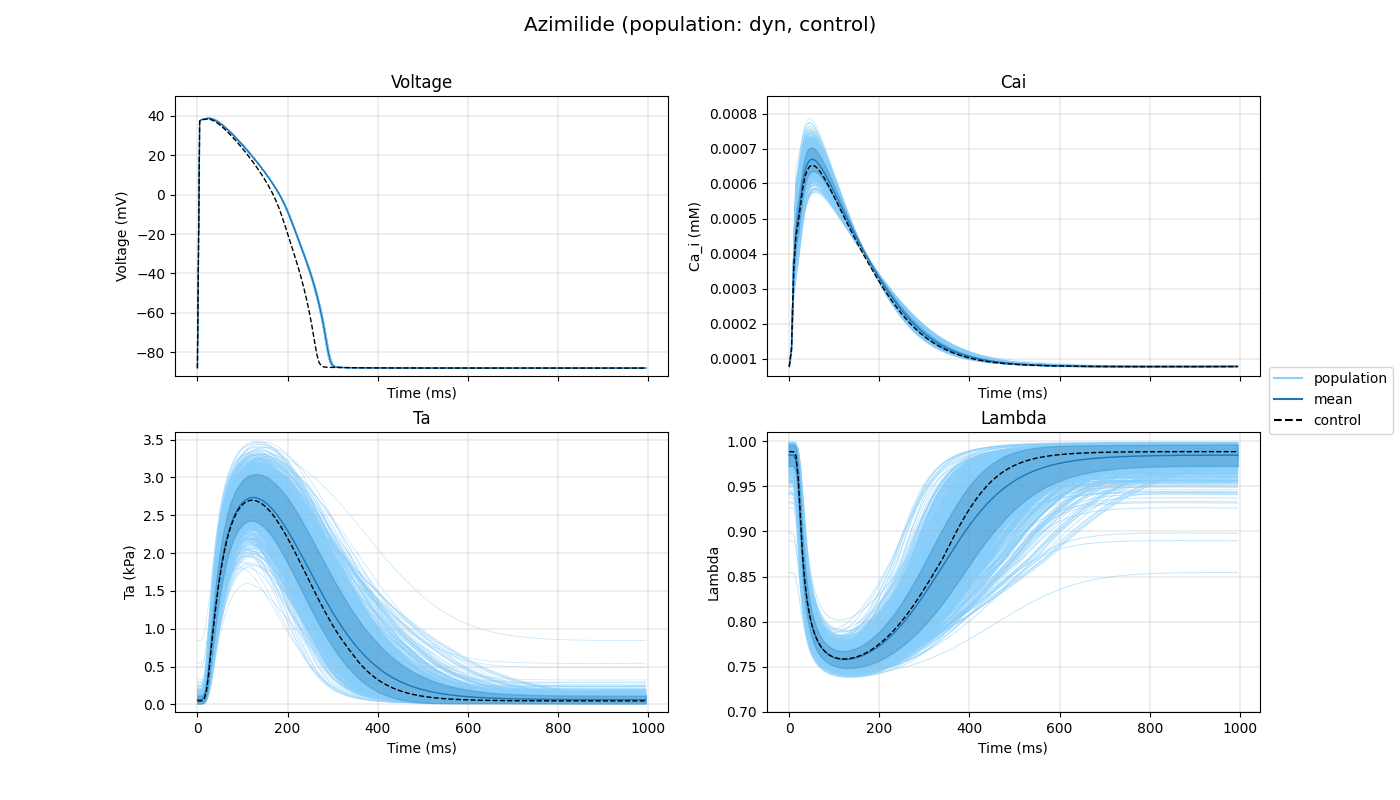 Azimilide (population: dyn, control)
Voltage
40
20
0
−20
−40
−60
−80
Voltage (mV)
Time (ms)
Cai
0.0008
0.0007
0.0006
0.0005
0.0004
0.0003
0.0002
0.0001
Ca_i (mM)
Time (ms)
population
mean
control
Ta
3.5
3.0
2.5
2.0
1.5
1.0
0.5
0.0
Ta (kPa)
0 200 400 600 800 1000
Time (ms)
Lambda
1.00
0.95
0.90
0.85
0.80
0.75
0.70
Lambda
0 200 400 600 800 1000
Time (ms)